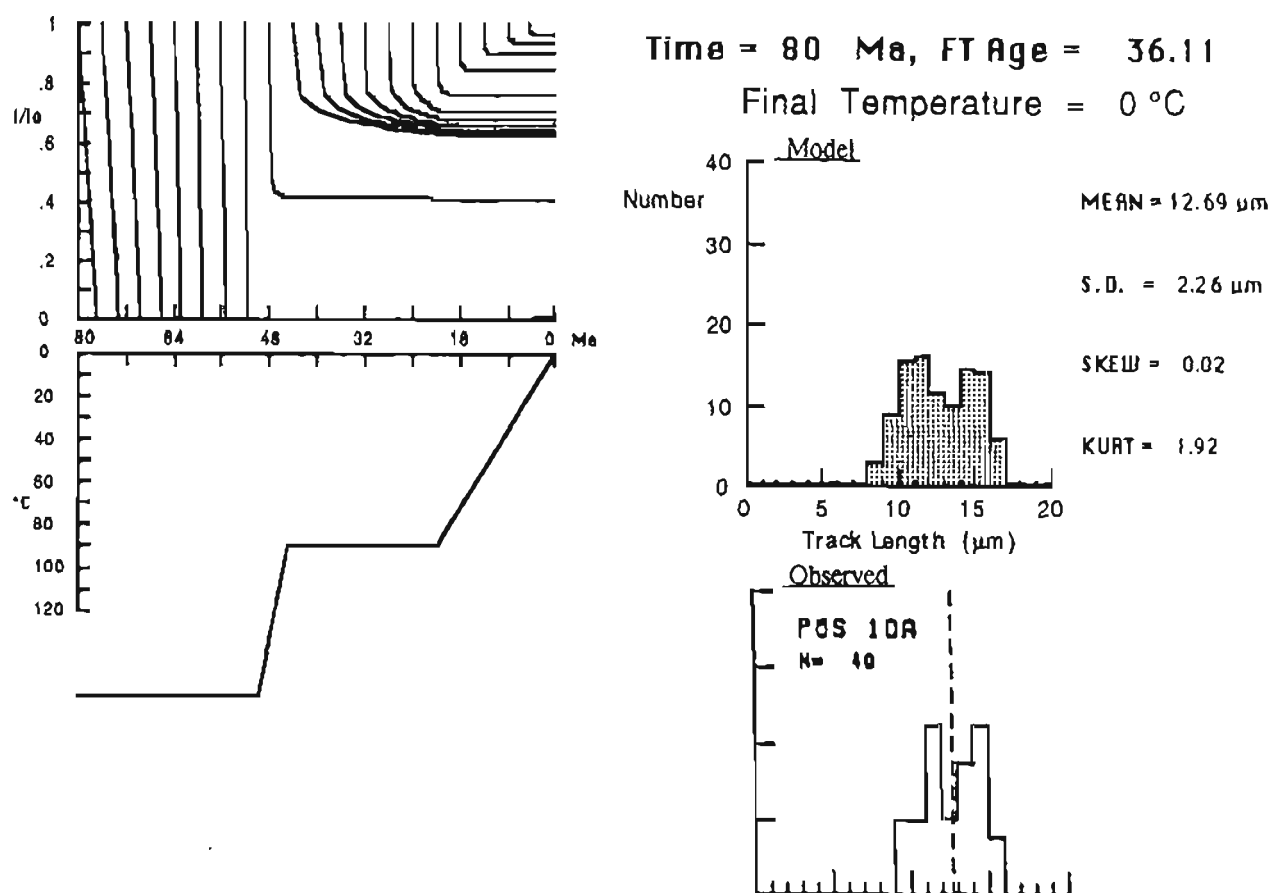 Time = 80 Ma, FT Age = 36.11
Final Temperature = 0 °C
1
.8
l/lo
.6
.4
.2
0
80 64 48 32 16 0 Ma
0
20
40
60
°C
80
100
120
Model
40
Number
30
20
10
0
0 5 10 15 20
Track Length (µm)
MEAN = 12.69 µm
S.D. = 2.26 µm
SKEW = 0.02
KURT = 1.92
Observed
N= 40